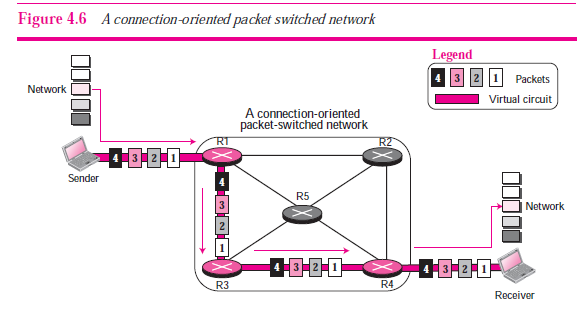 Figure 4.6 A connection-oriented packet switched network
Legend
4 3 2 1 Packets
Virtual circuit
Network
A connection-oriented
packet-switched network
R1
R2
4 3 2 1
Sender
4
3
2
1
R5
Network
R3
4 3 2 1
R4
4 3 2 1
Receiver